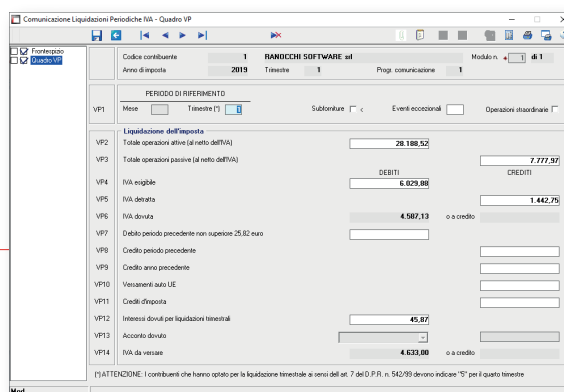 Comunicazione Liquidazioni Periodiche IVA - Quadro VP
Frontespizio
Quadro VP
Codice contribuente 1 RANOCCHI SOFTWARE srl Modulo n. * 1 di 1
Anno di imposta 2019 Trimestre 1 Progr. comunicazione 1
PERIODO DI RIFERIMENTO
VP1 Mese Trimestre (*) 1 Subforniture < Eventi eccezionali Operazioni straordinarie
Liquidazione dell'imposta
VP2 Totale operazioni attive (al netto dell'IVA) 28.188,52
VP3 Totale operazioni passive (al netto dell'IVA) 7.777,97
DEBITI CREDITI
VP4 IVA esigibile 6.029,88
VP5 IVA detratta 1.442,75
VP6 IVA dovuta 4.587,13 o a credito
VP7 Debito periodo precedente non superiore 25,82 euro
VP8 Credito periodo precedente
VP9 Credito anno precedente
VP10 Versamenti auto UE
VP11 Crediti d'imposta
VP12 Interessi dovuti per liquidazioni trimestrali 45,87
VP13 Acconto dovuto
VP14 IVA da versare 4.633,00 o a credito
(*) ATTENZIONE: I contribuenti che hanno optato per la liquidazione trimestrale ai sensi dell art. 7 del D.P.R. n. 542/99 devono indicare "5" per il quarto trimestre
Mod